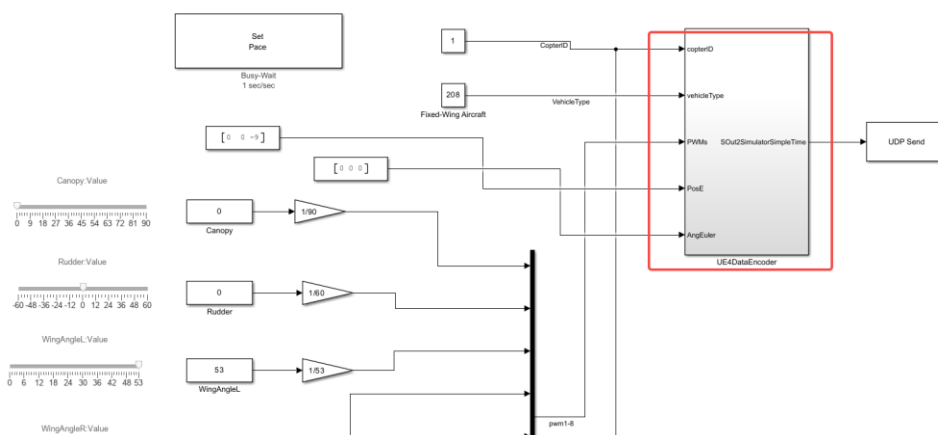 Set
Pace
Busy-Wait
1 sec/sec
1
CopterID
copterID
208
VehicleType
vehicleType
Fixed-Wing Aircraft
[0 0 -9]
PWMs
SOut2SimulatorSimpleTime
UDP Send
[0 0 0]
PosE
AngEuler
UE4DataEncoder
Canopy:Value
0 9 18 27 36 45 54 63 72 81 90
0
1/90
Canopy
Rudder:Value
-60 -48 -36 -24 -12 0 12 24 36 48 60
0
1/60
Rudder
WingAngleL:Value
0 6 12 18 24 30 36 42 48 53
53
1/53
WingAngleL
WingAngleR:Value
pwm1-8